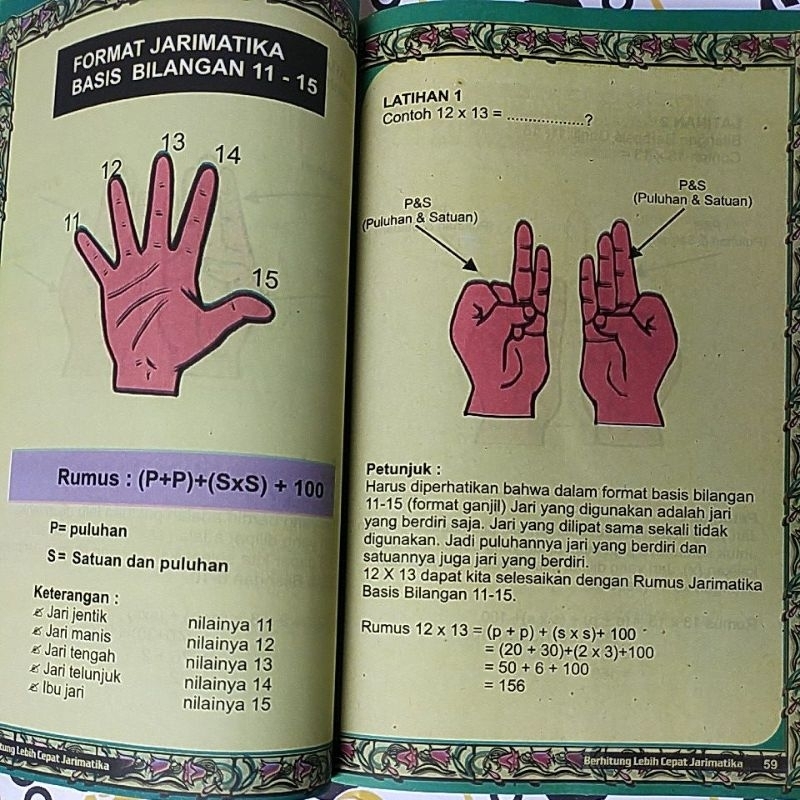 FORMAT JARIMATIKA
BASIS BILANGAN 11 - 15
11
12
13
14
15
Rumus : (P+P)+(SxS) + 100
P= puluhan
S= Satuan dan puluhan
Keterangan :
Jari jentik nilainya 11
Jari manis nilainya 12
Jari tengah nilainya 13
Jari telunjuk nilainya 14
Ibu jari nilainya 15
Lebih Cepat Jarimatika
LATIHAN 1
Contoh 12 x 13 = ..................?
P&S
(Puluhan & Satuan)
P&S
(Puluhan & Satuan)
Petunjuk :
Harus diperhatikan bahwa dalam format basis bilangan
11-15 (format ganjil) Jari yang digunakan adalah jari
yang berdiri saja. Jari yang dilipat sama sekali tidak
digunakan. Jadi puluhannya jari yang berdiri dan
satuannya juga jari yang berdiri.
12 X 13 dapat kita selesaikan dengan Rumus Jarimatika
Basis Bilangan 11-15.
Rumus 12 x 13 = (p + p) + (s x s)+ 100
= (20 + 30)+(2 x 3)+100
= 50 + 6 + 100
= 156
Berhitung Lebih Cepat Jarimatika 59